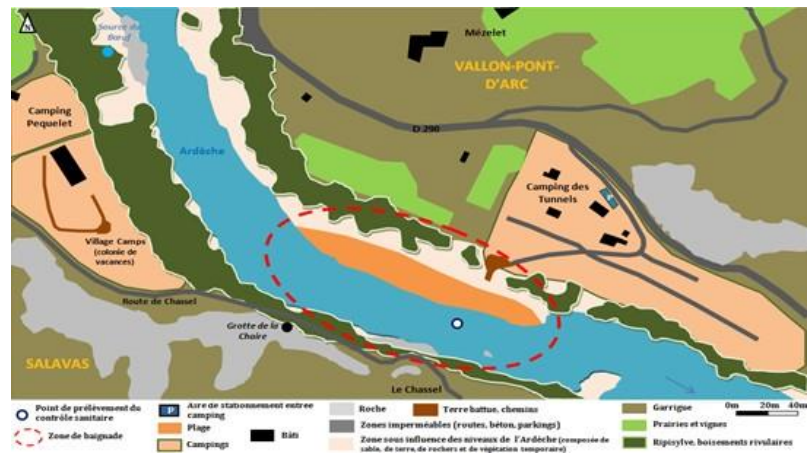 N
Source du
Bœuf
Mézelet
VALLON-PONT-
D'ARC
Camping
Pequelet
D 290
Ardèche
Camping des
Tunnels
P
Village Camps
(colonie de
vacances)
Route de Chassel
Grotte de la
Chaire
SALAVAS
Le Chassel
0m 20m 40m
Point de prélèvement du
contrôle sanitaire
Zone de baignade
P
Aire de stationnement entrée
camping
Plage
Campings
Bâti
Roche
Terre battue, chemins
Zones imperméables (routes, béton, parkings)
Zone sous influence des niveaux de l'Ardèche (composée de
sable, de terre, de rochers et de végétation temporaire)
Garrigue
Prairies et vignes
Ripisylve, boisements rivulaires